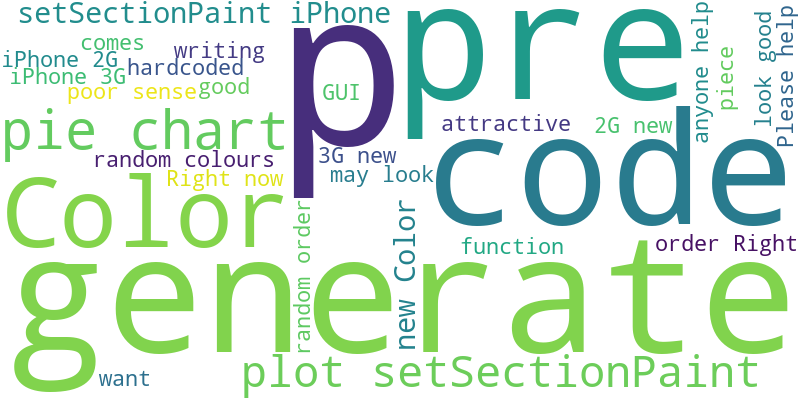 setSectionPaint iPhone
p
pre
comes
iPhone 2G
writing
iPhone 3G
hardcoded
poor sense
good
GUI
anyone help
piece
look good
Please help
pie chart
attractive
2G new
code
random colours
3G new
Right now
may look
Color
random order
new Color
function
order Right
generate
want
plot setSectionPaint